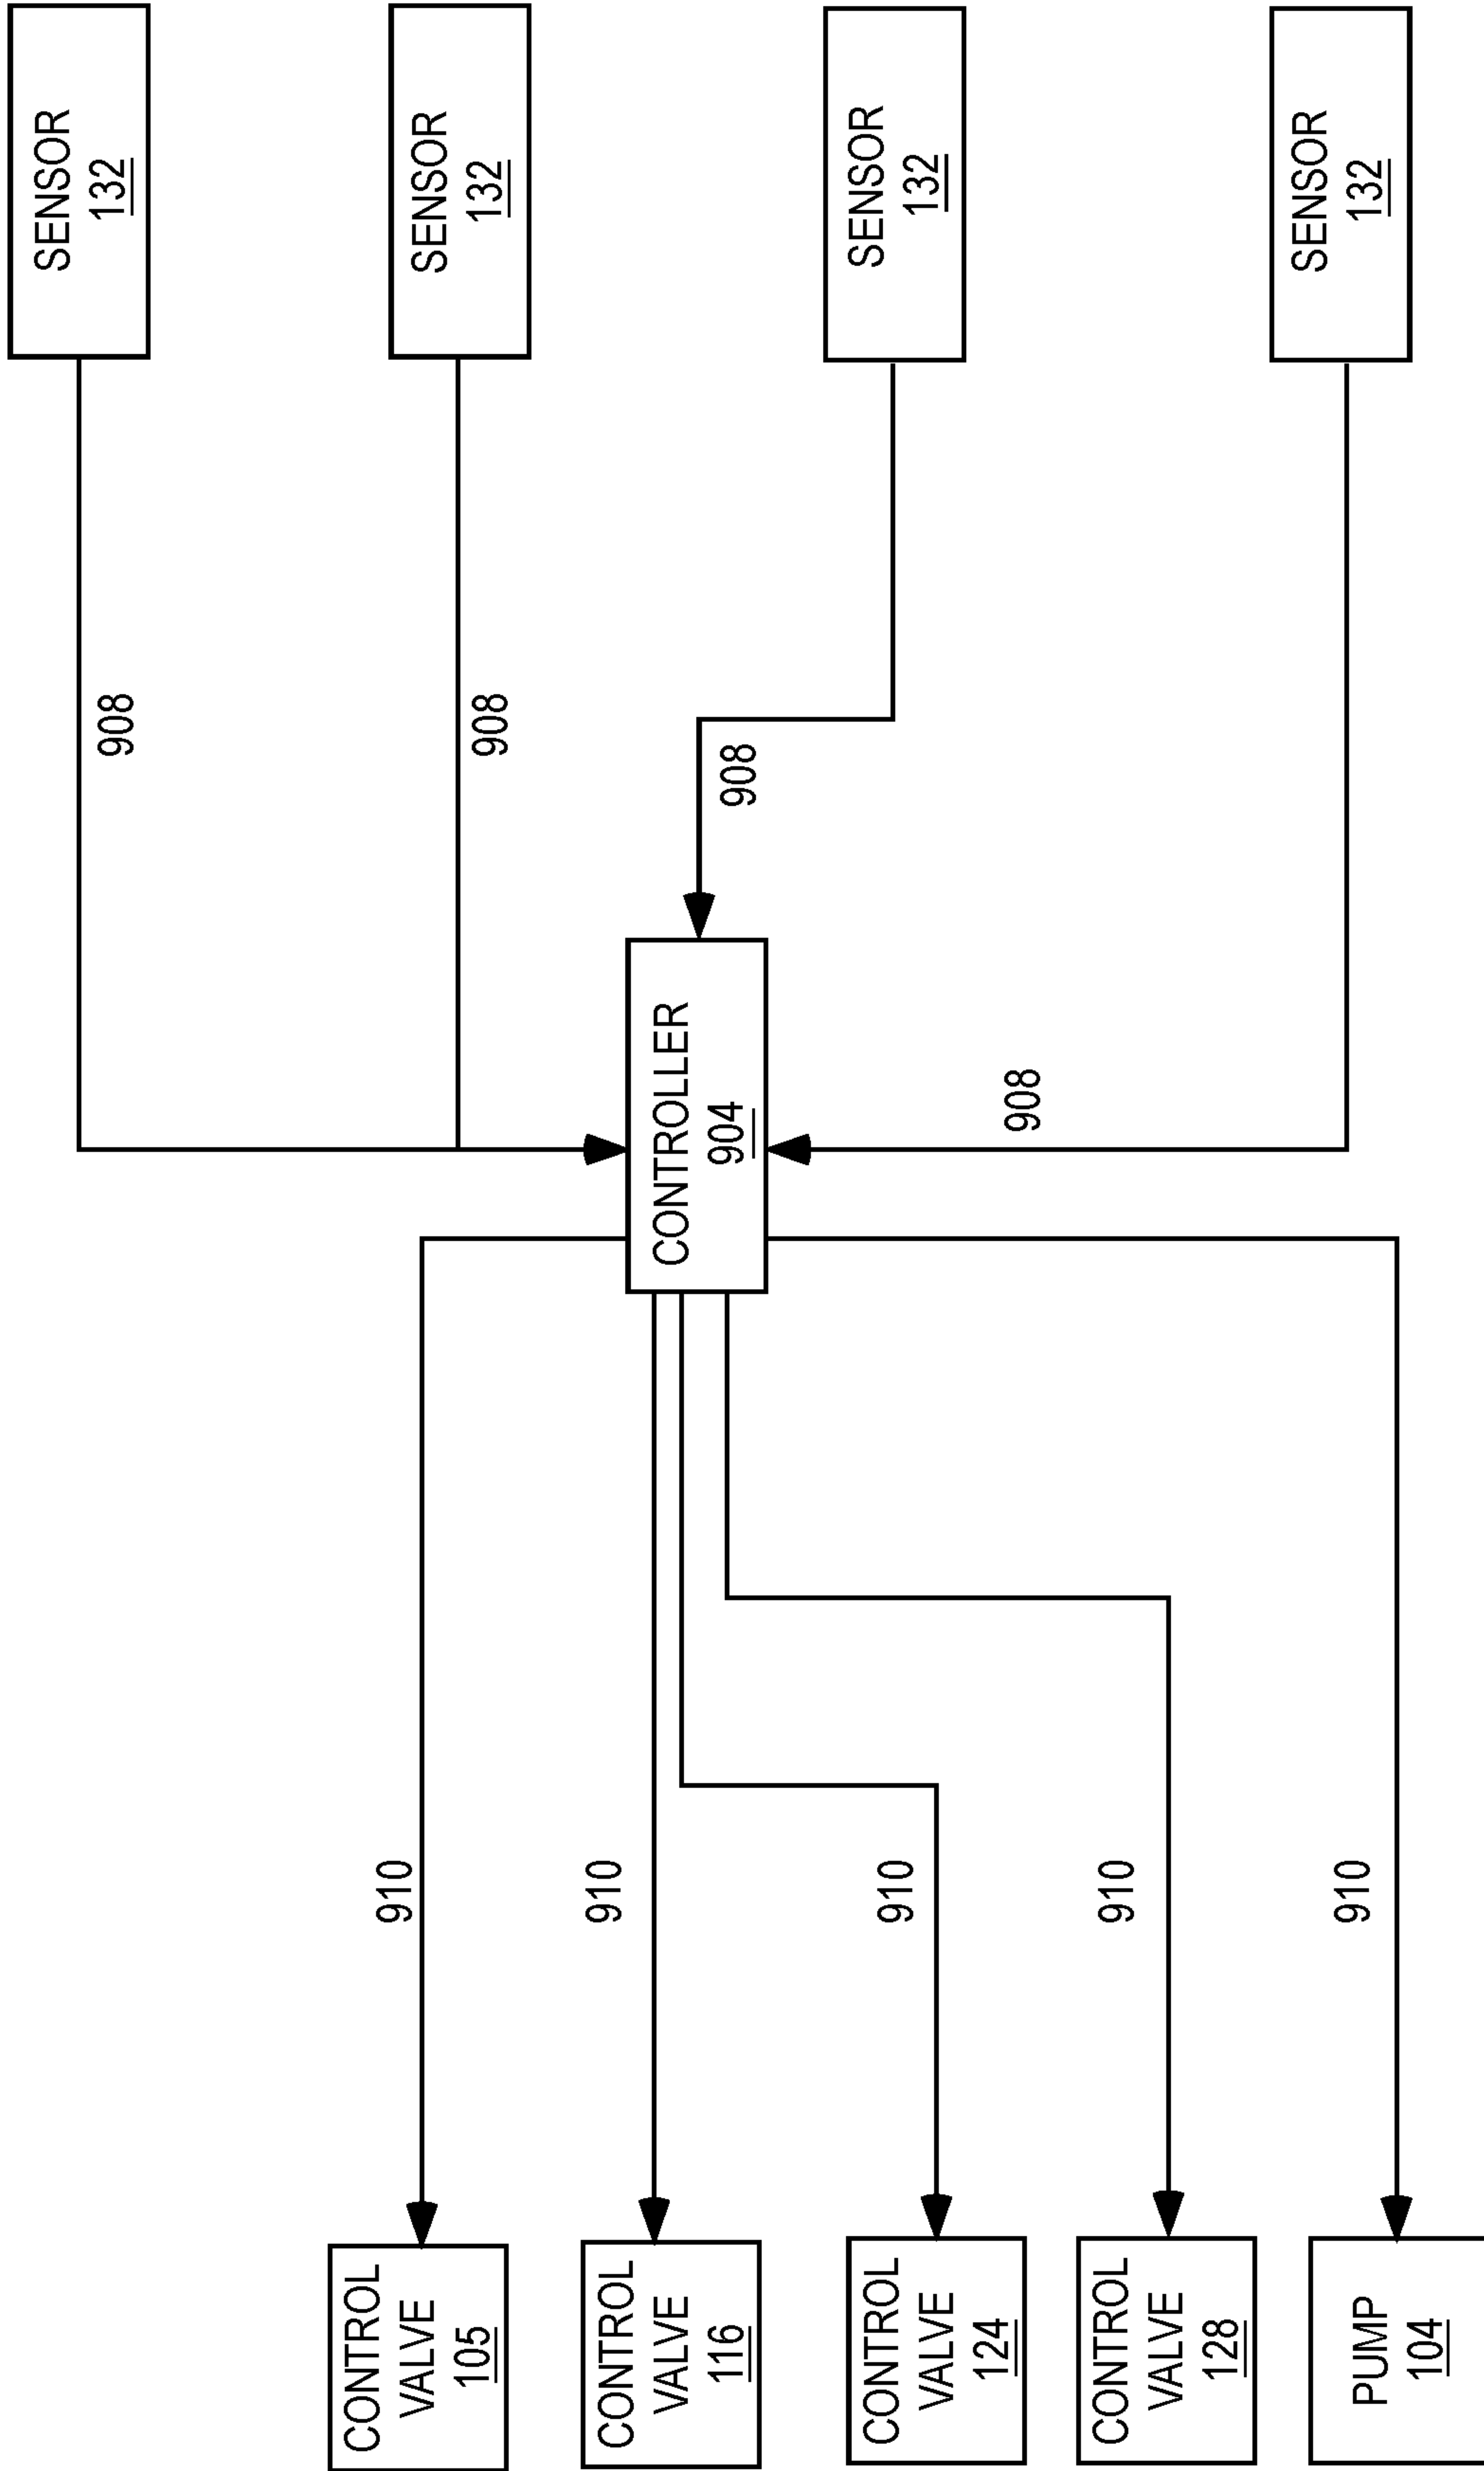 SENSOR
132
SENSOR
132
SENSOR
132
SENSOR
132
908
908
908
908
CONTROLLER
904
910
910
910
910
910
CONTROL
VALVE
105
CONTROL
VALVE
116
CONTROL
VALVE
124
CONTROL
VALVE
128
PUMP
104